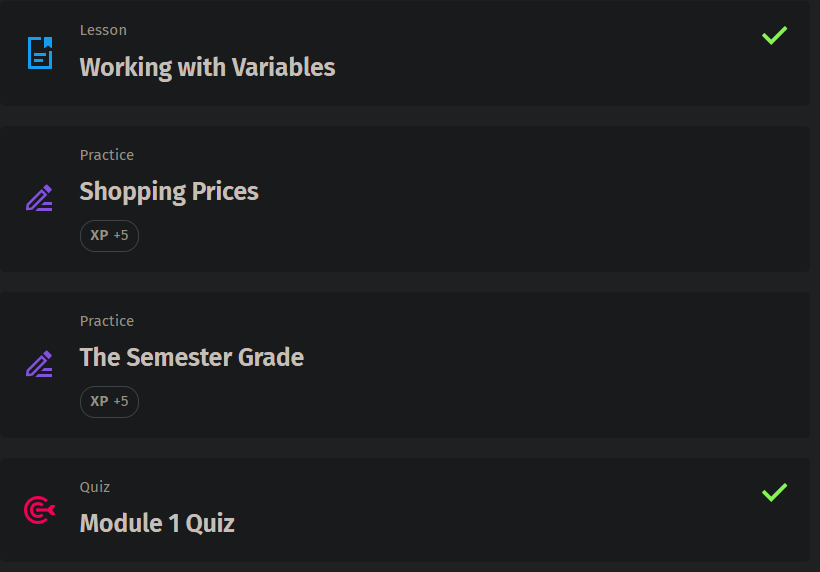 Lesson
Working with Variables
Practice
Shopping Prices
XP +5
Practice
The Semester Grade
XP +5
Quiz
Module 1 Quiz